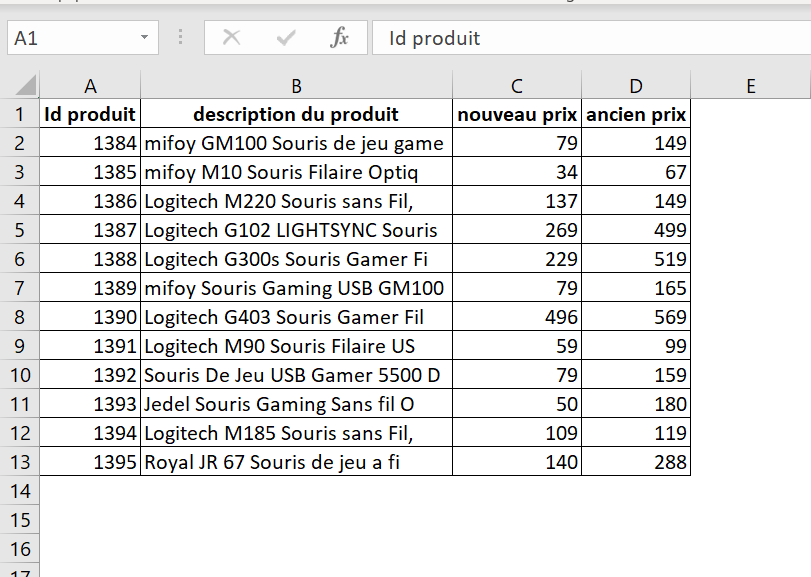 A1 fx Id produit
A B C D E
1 Id produit description du produit nouveau prix ancien prix
2 1384 mifoy GM100 Souris de jeu game 79 149
3 1385 mifoy M10 Souris Filaire Optiq 34 67
4 1386 Logitech M220 Souris sans Fil, 137 149
5 1387 Logitech G102 LIGHTSYNC Souris 269 499
6 1388 Logitech G300s Souris Gamer Fi 229 519
7 1389 mifoy Souris Gaming USB GM100 79 165
8 1390 Logitech G403 Souris Gamer Fil 496 569
9 1391 Logitech M90 Souris Filaire US 59 99
10 1392 Souris De Jeu USB Gamer 5500 D 79 159
11 1393 Jedel Souris Gaming Sans fil O 50 180
12 1394 Logitech M185 Souris sans Fil, 109 119
13 1395 Royal JR 67 Souris de jeu a fi 140 288
14
15
16
17